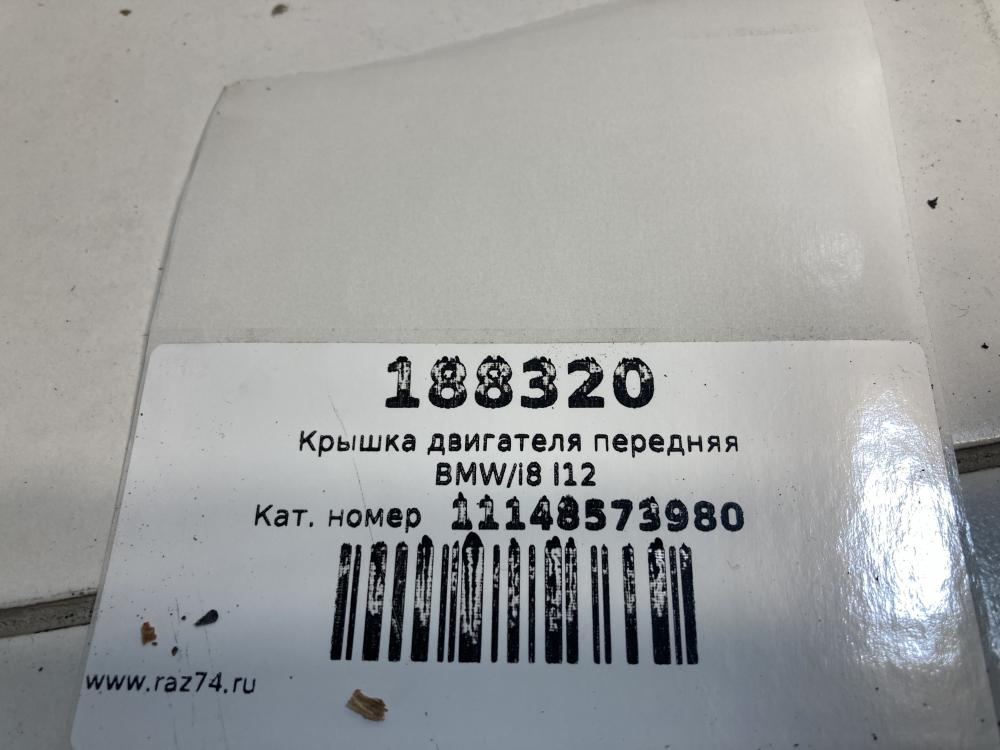 188320
Крышка двигателя передняя
BMW/i8 I12
Кат. номер 11148573980
www.raz74.ru